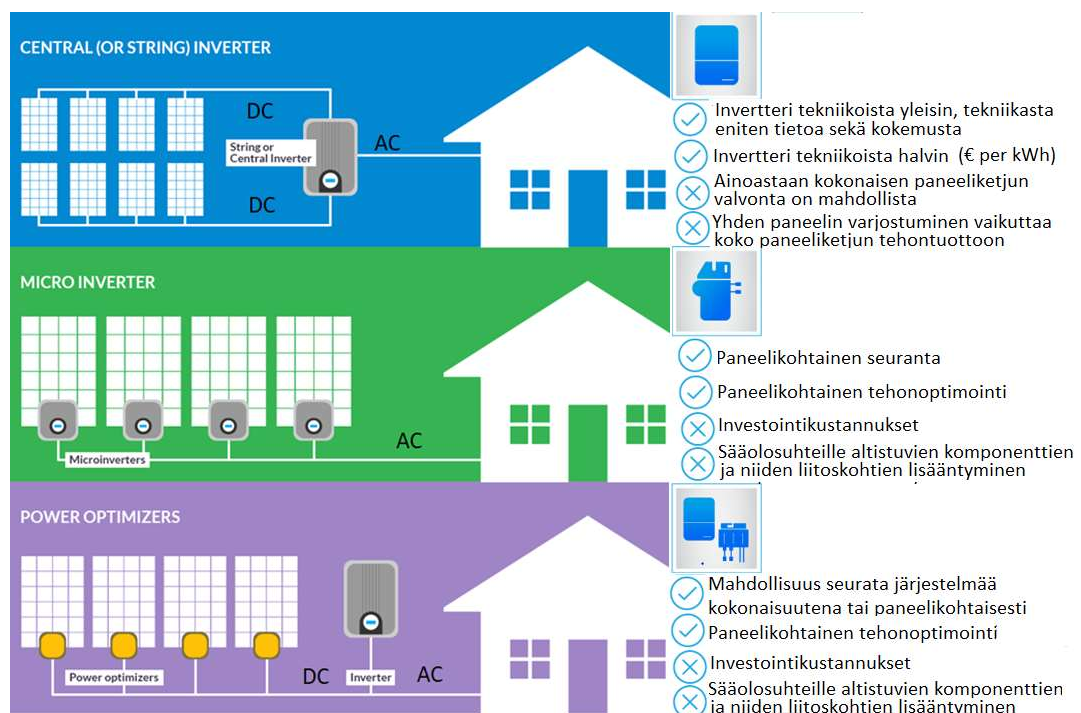 CENTRAL (OR STRING) INVERTER
DC
String or
Central Inverter
AC
DC
Invertteri tekniikoista yleisin, tekniikasta
eniten tietoa sekä kokemusta
Invertteri tekniikoista halvin (€ per kWh)
Ainoastaan kokonaisen paneeliketjun
valvonta on mahdollista
Yhden paneelin varjostuminen vaikuttaa
koko paneeliketjun tehontuottoon
MICRO INVERTER
Microinverters
AC
Paneelikohtainen seuranta
Paneelikohtainen tehonoptimointi
Investointikustannukset
Sääolosuhteille altistuvien komponenttien
ja niiden liitoskohtien lisääntyminen
POWER OPTIMIZERS
Power optimizers
DC
Inverter
AC
Mahdollisuus seurata järjestelmää
kokonaisuutena tai paneelikohtaisesti
Paneelikohtainen tehonoptimointi
Investointikustannukset
Sääolosuhteille altistuvien komponenttien
ja niiden liitoskohtien lisääntyminen